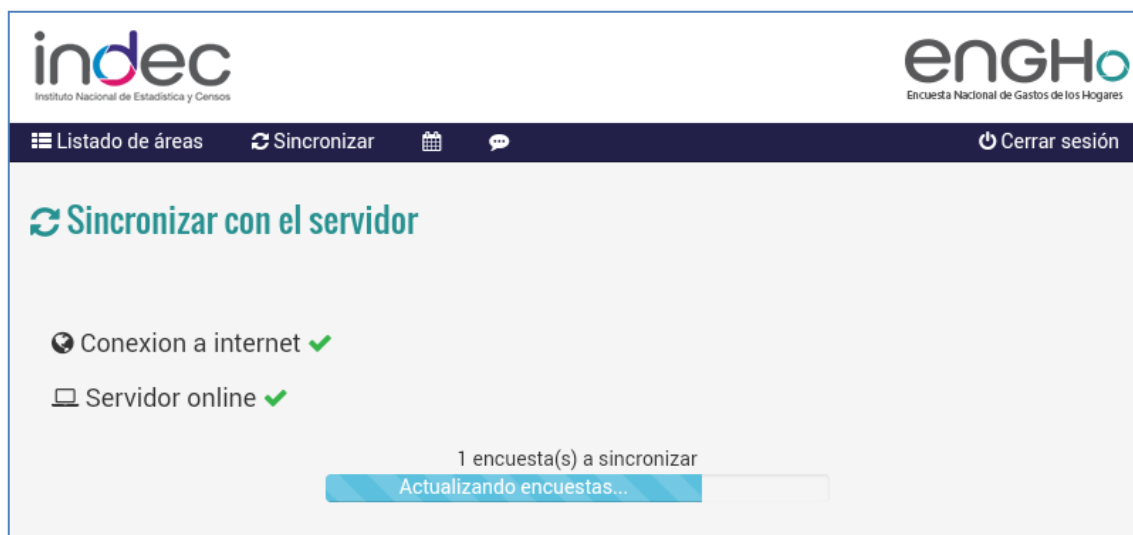 indec
Instituto Nacional de Estadística y Censos
enGHo
Encuesta Nacional de Gastos de los Hogares
Listado de áreas Sincronizar Cerrar sesión
Sincronizar con el servidor
Conexion a internet
Servidor online
1 encuesta(s) a sincronizar
Actualizando encuestas...